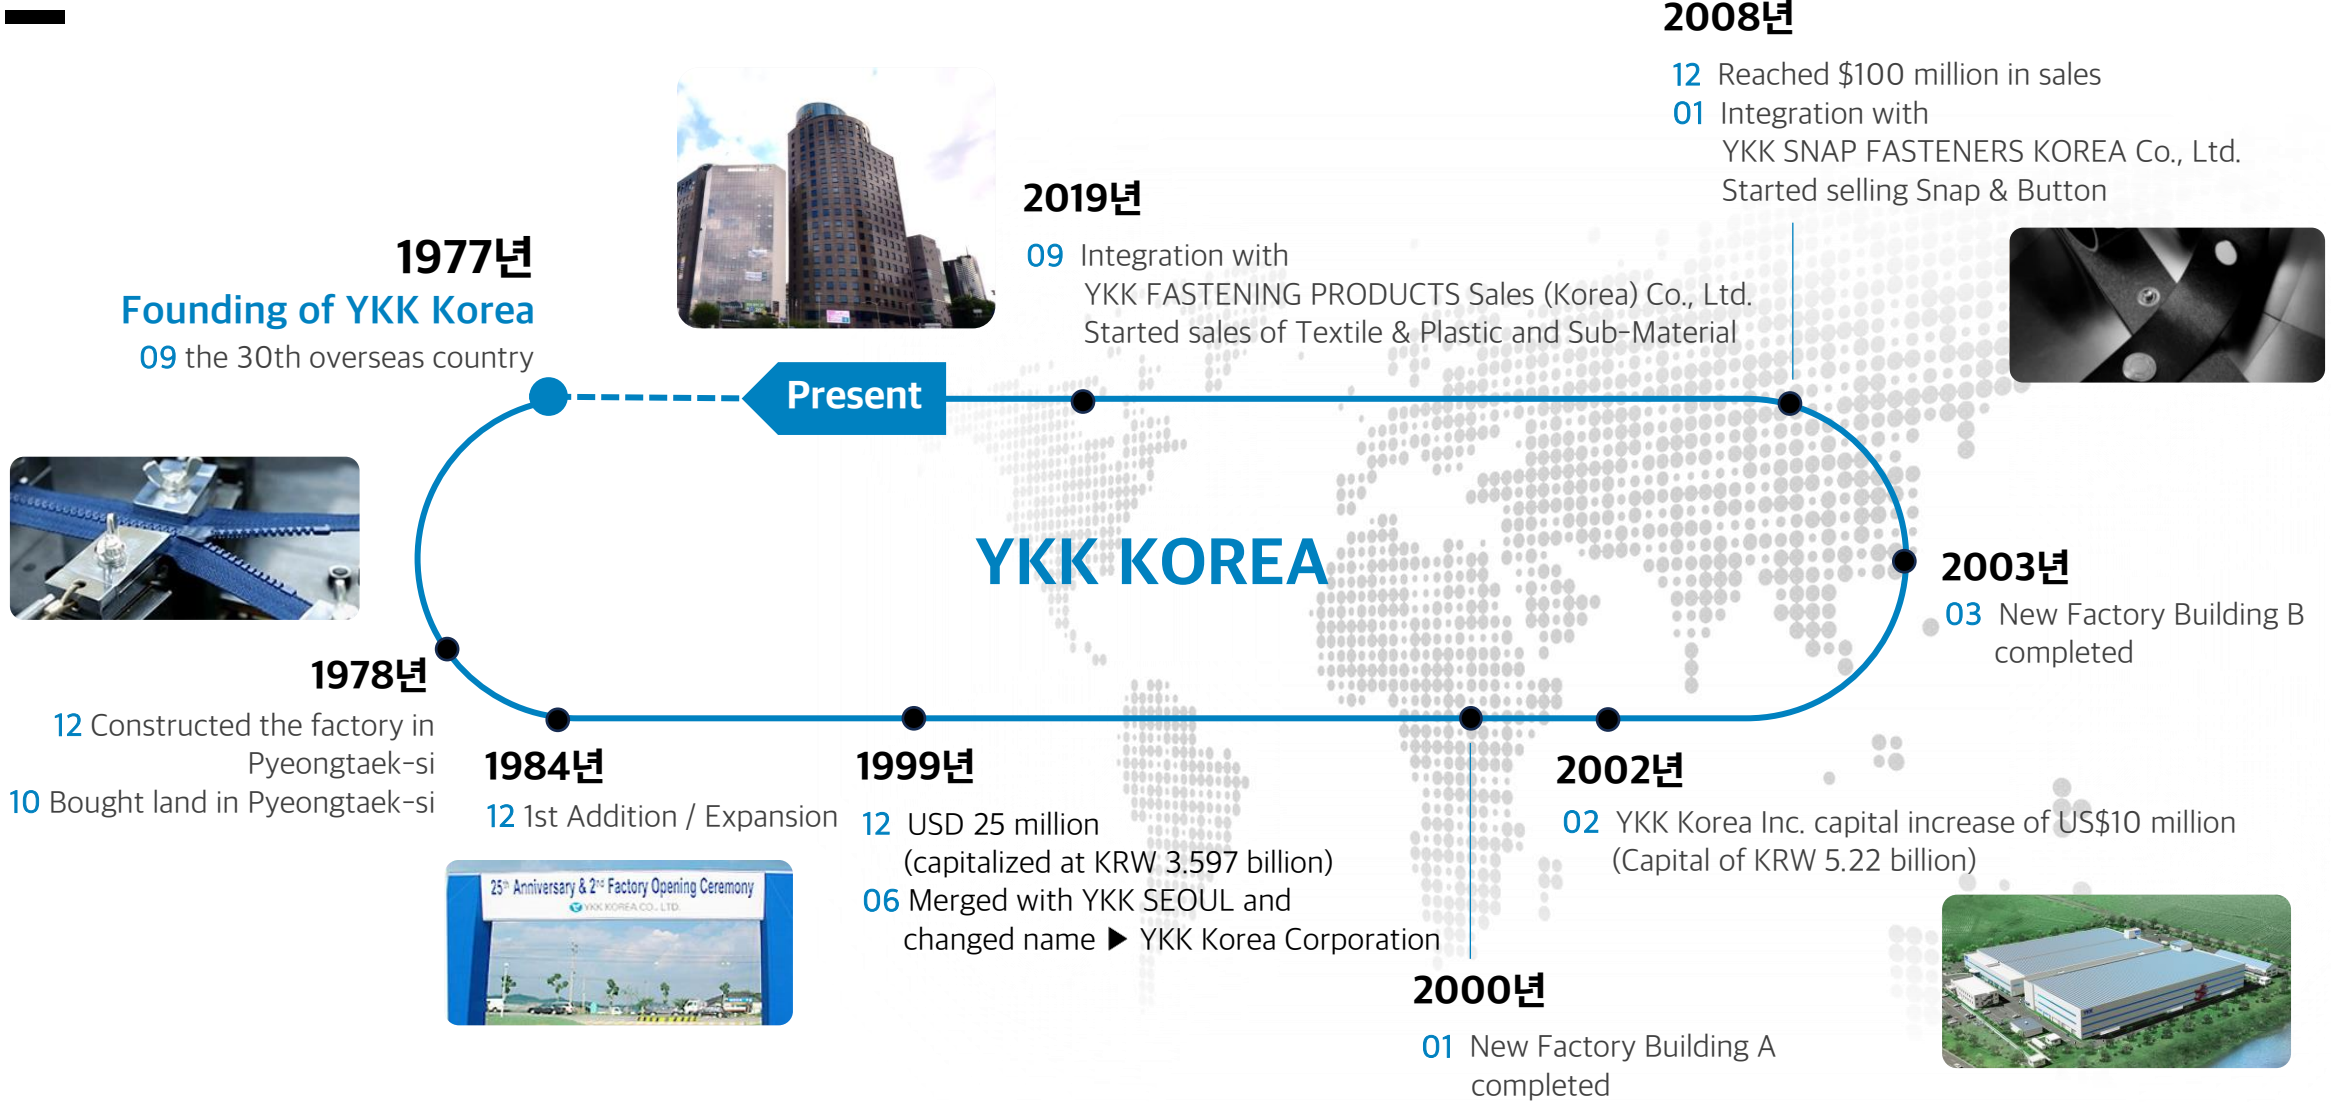 1977년
Founding of YKK Korea
09 the 30th overseas country
1978년
12 Constructed the factory in
Pyeongtaek-si
10 Bought land in Pyeongtaek-si
1984년
12 1st Addition / Expansion
25th Anniversary & 2nd Factory Opening Ceremony
YKK KOREA CO., LTD.
1999년
12 USD 25 million
(capitalized at KRW 3.597 billion)
06 Merged with YKK SEOUL and
changed name ▶ YKK Korea Corporation
2000년
01 New Factory Building A
completed
2002년
02 YKK Korea Inc. capital increase of US$10 million
(Capital of KRW 5.22 billion)
2003년
03 New Factory Building B
completed
2008년
12 Reached $100 million in sales
01 Integration with
YKK SNAP FASTENERS KOREA Co., Ltd.
Started selling Snap & Button
2019년
09 Integration with
YKK FASTENING PRODUCTS Sales (Korea) Co., Ltd.
Started sales of Textile & Plastic and Sub-Material
Present
YKK KOREA